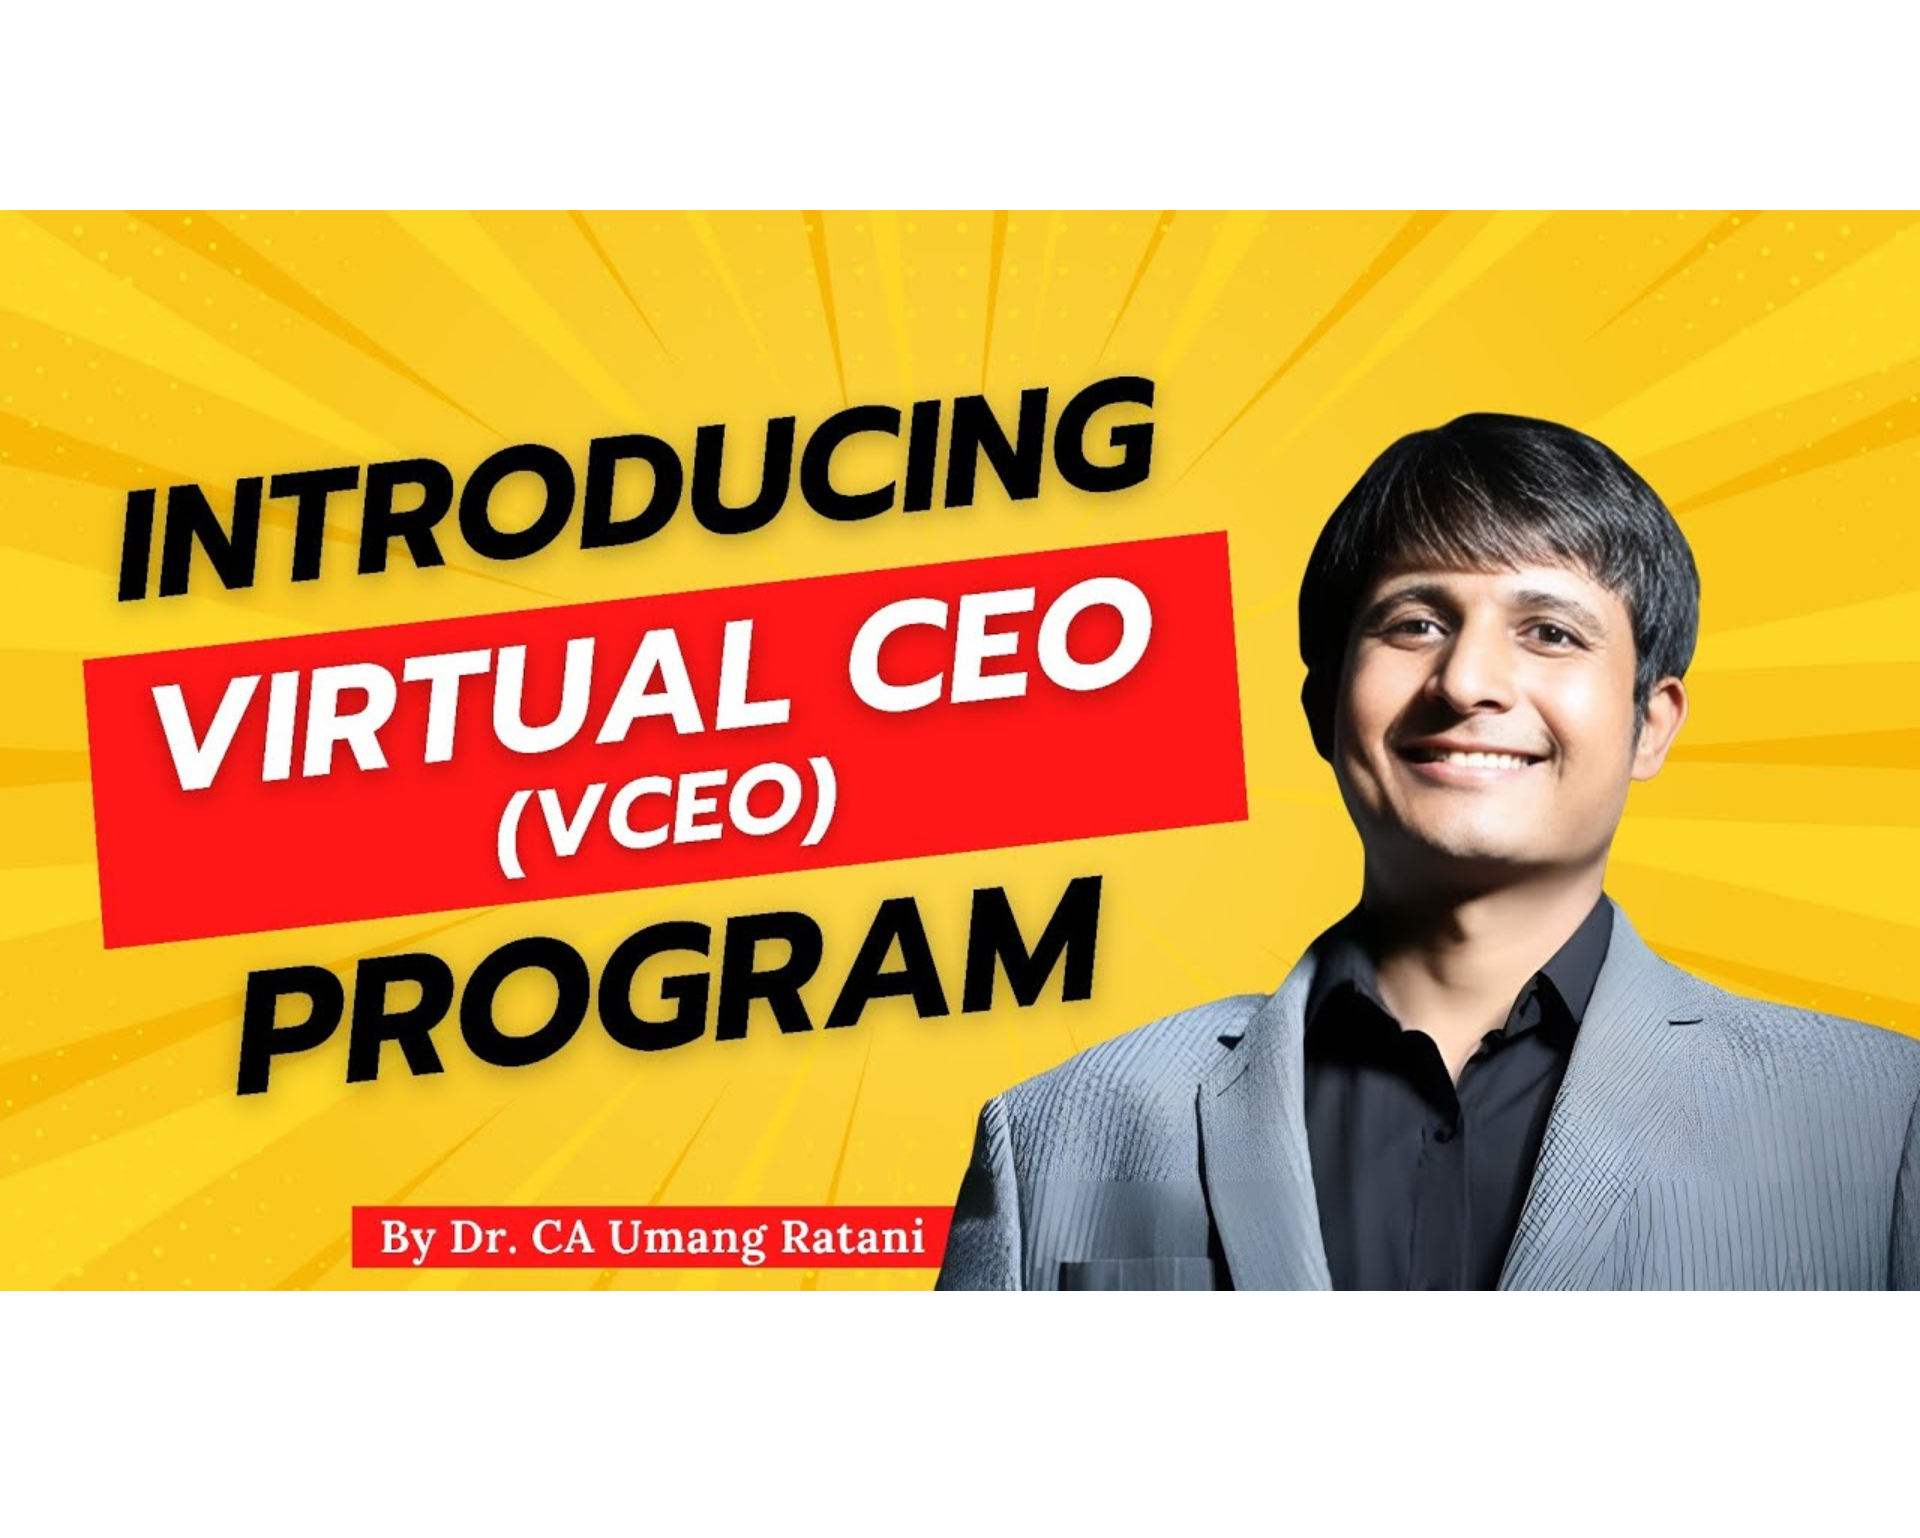 INTRODUCING
VIRTUAL CEO
(VCEO)
PROGRAM
By Dr. CA Umang Ratani